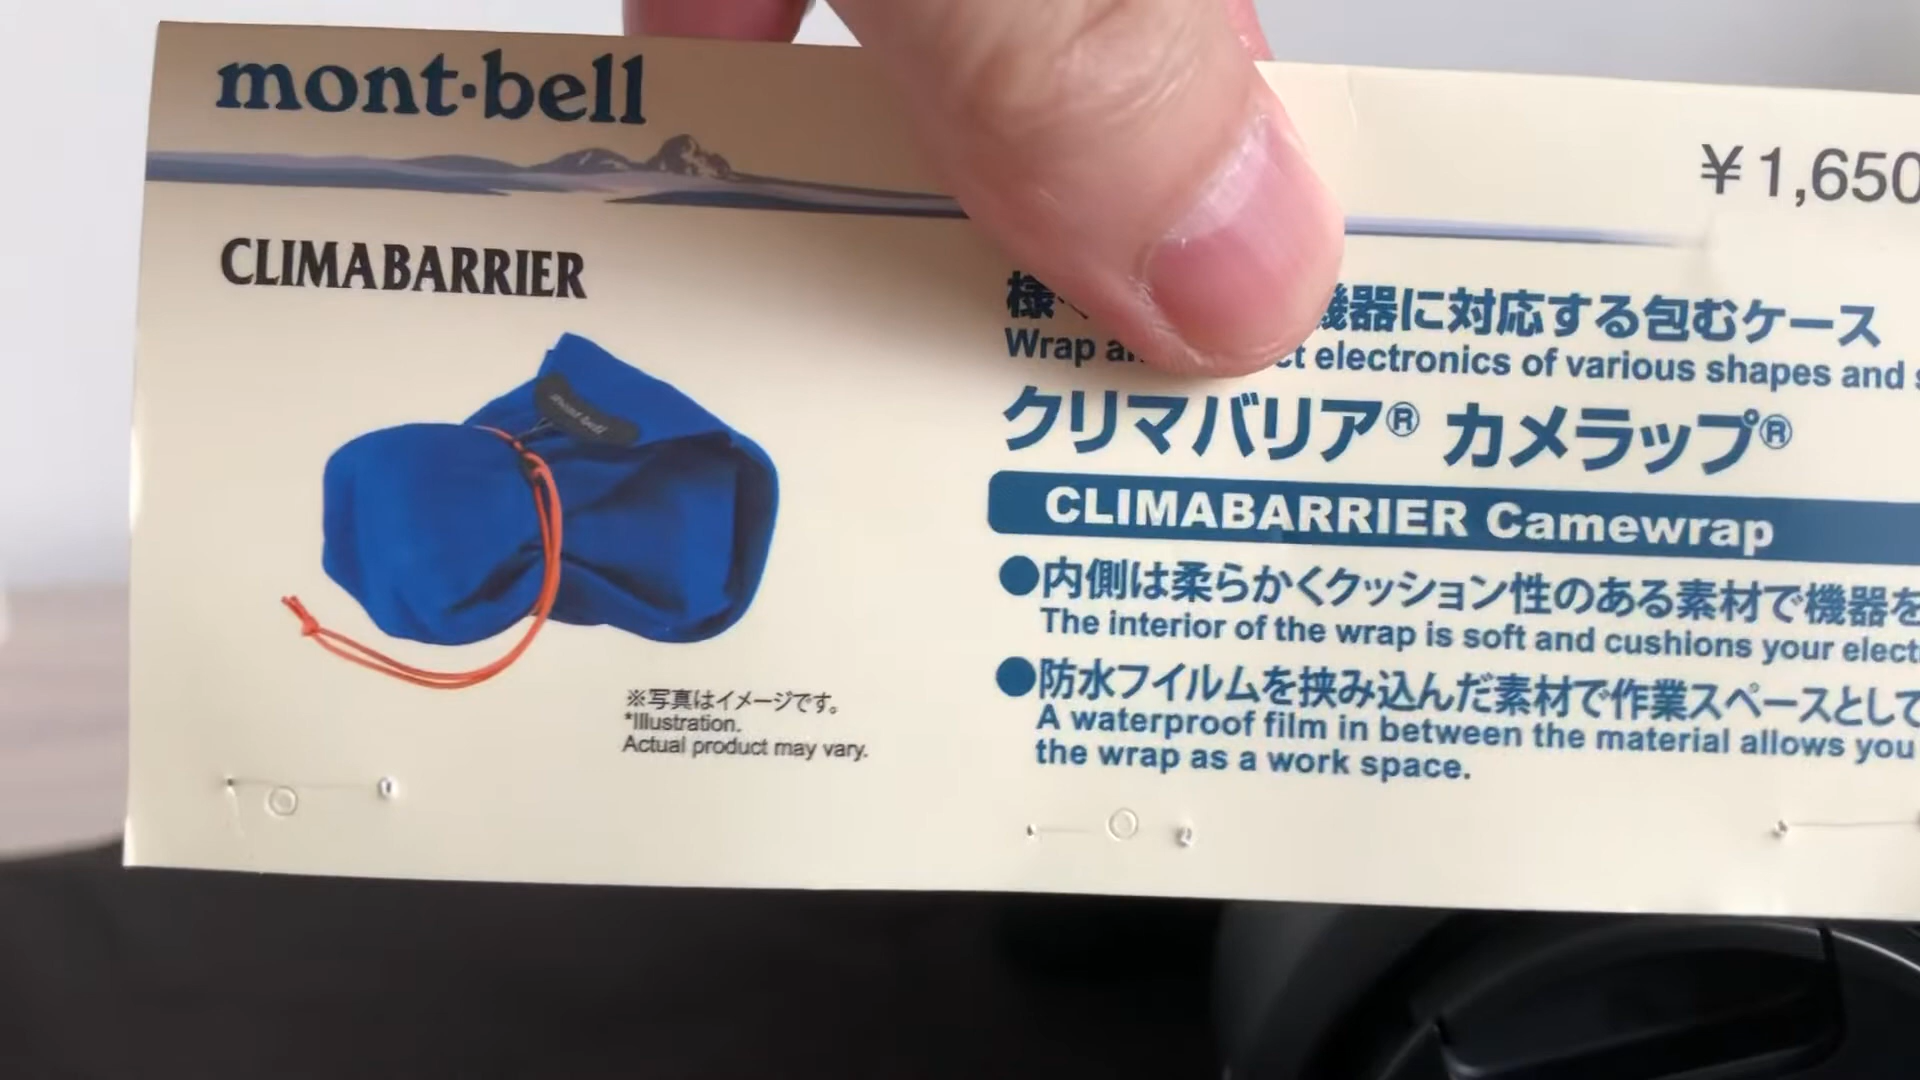 mont·bell
¥1,650
CLIMABARRIER
機器に対応する包むケース
Wrap electronics of various shapes and
クリマバリア® カメラップ®
CLIMABARRIER Camewrap
●内側は柔らかくクッション性のある素材で機器を
The interior of the wrap is soft and cushions your elect
●防水フイルムを挟み込んだ素材で作業スペースとして
A waterproof film in between the material allows you
the wrap as a work space.
mont·bell
※写真はイメージです。
*Illustration.
Actual product may vary.